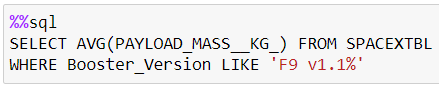 %%sql
SELECT AVG(PAYLOAD_MASS__KG_) FROM SPACEXTBL
WHERE Booster_Version LIKE 'F9 v1.1%'